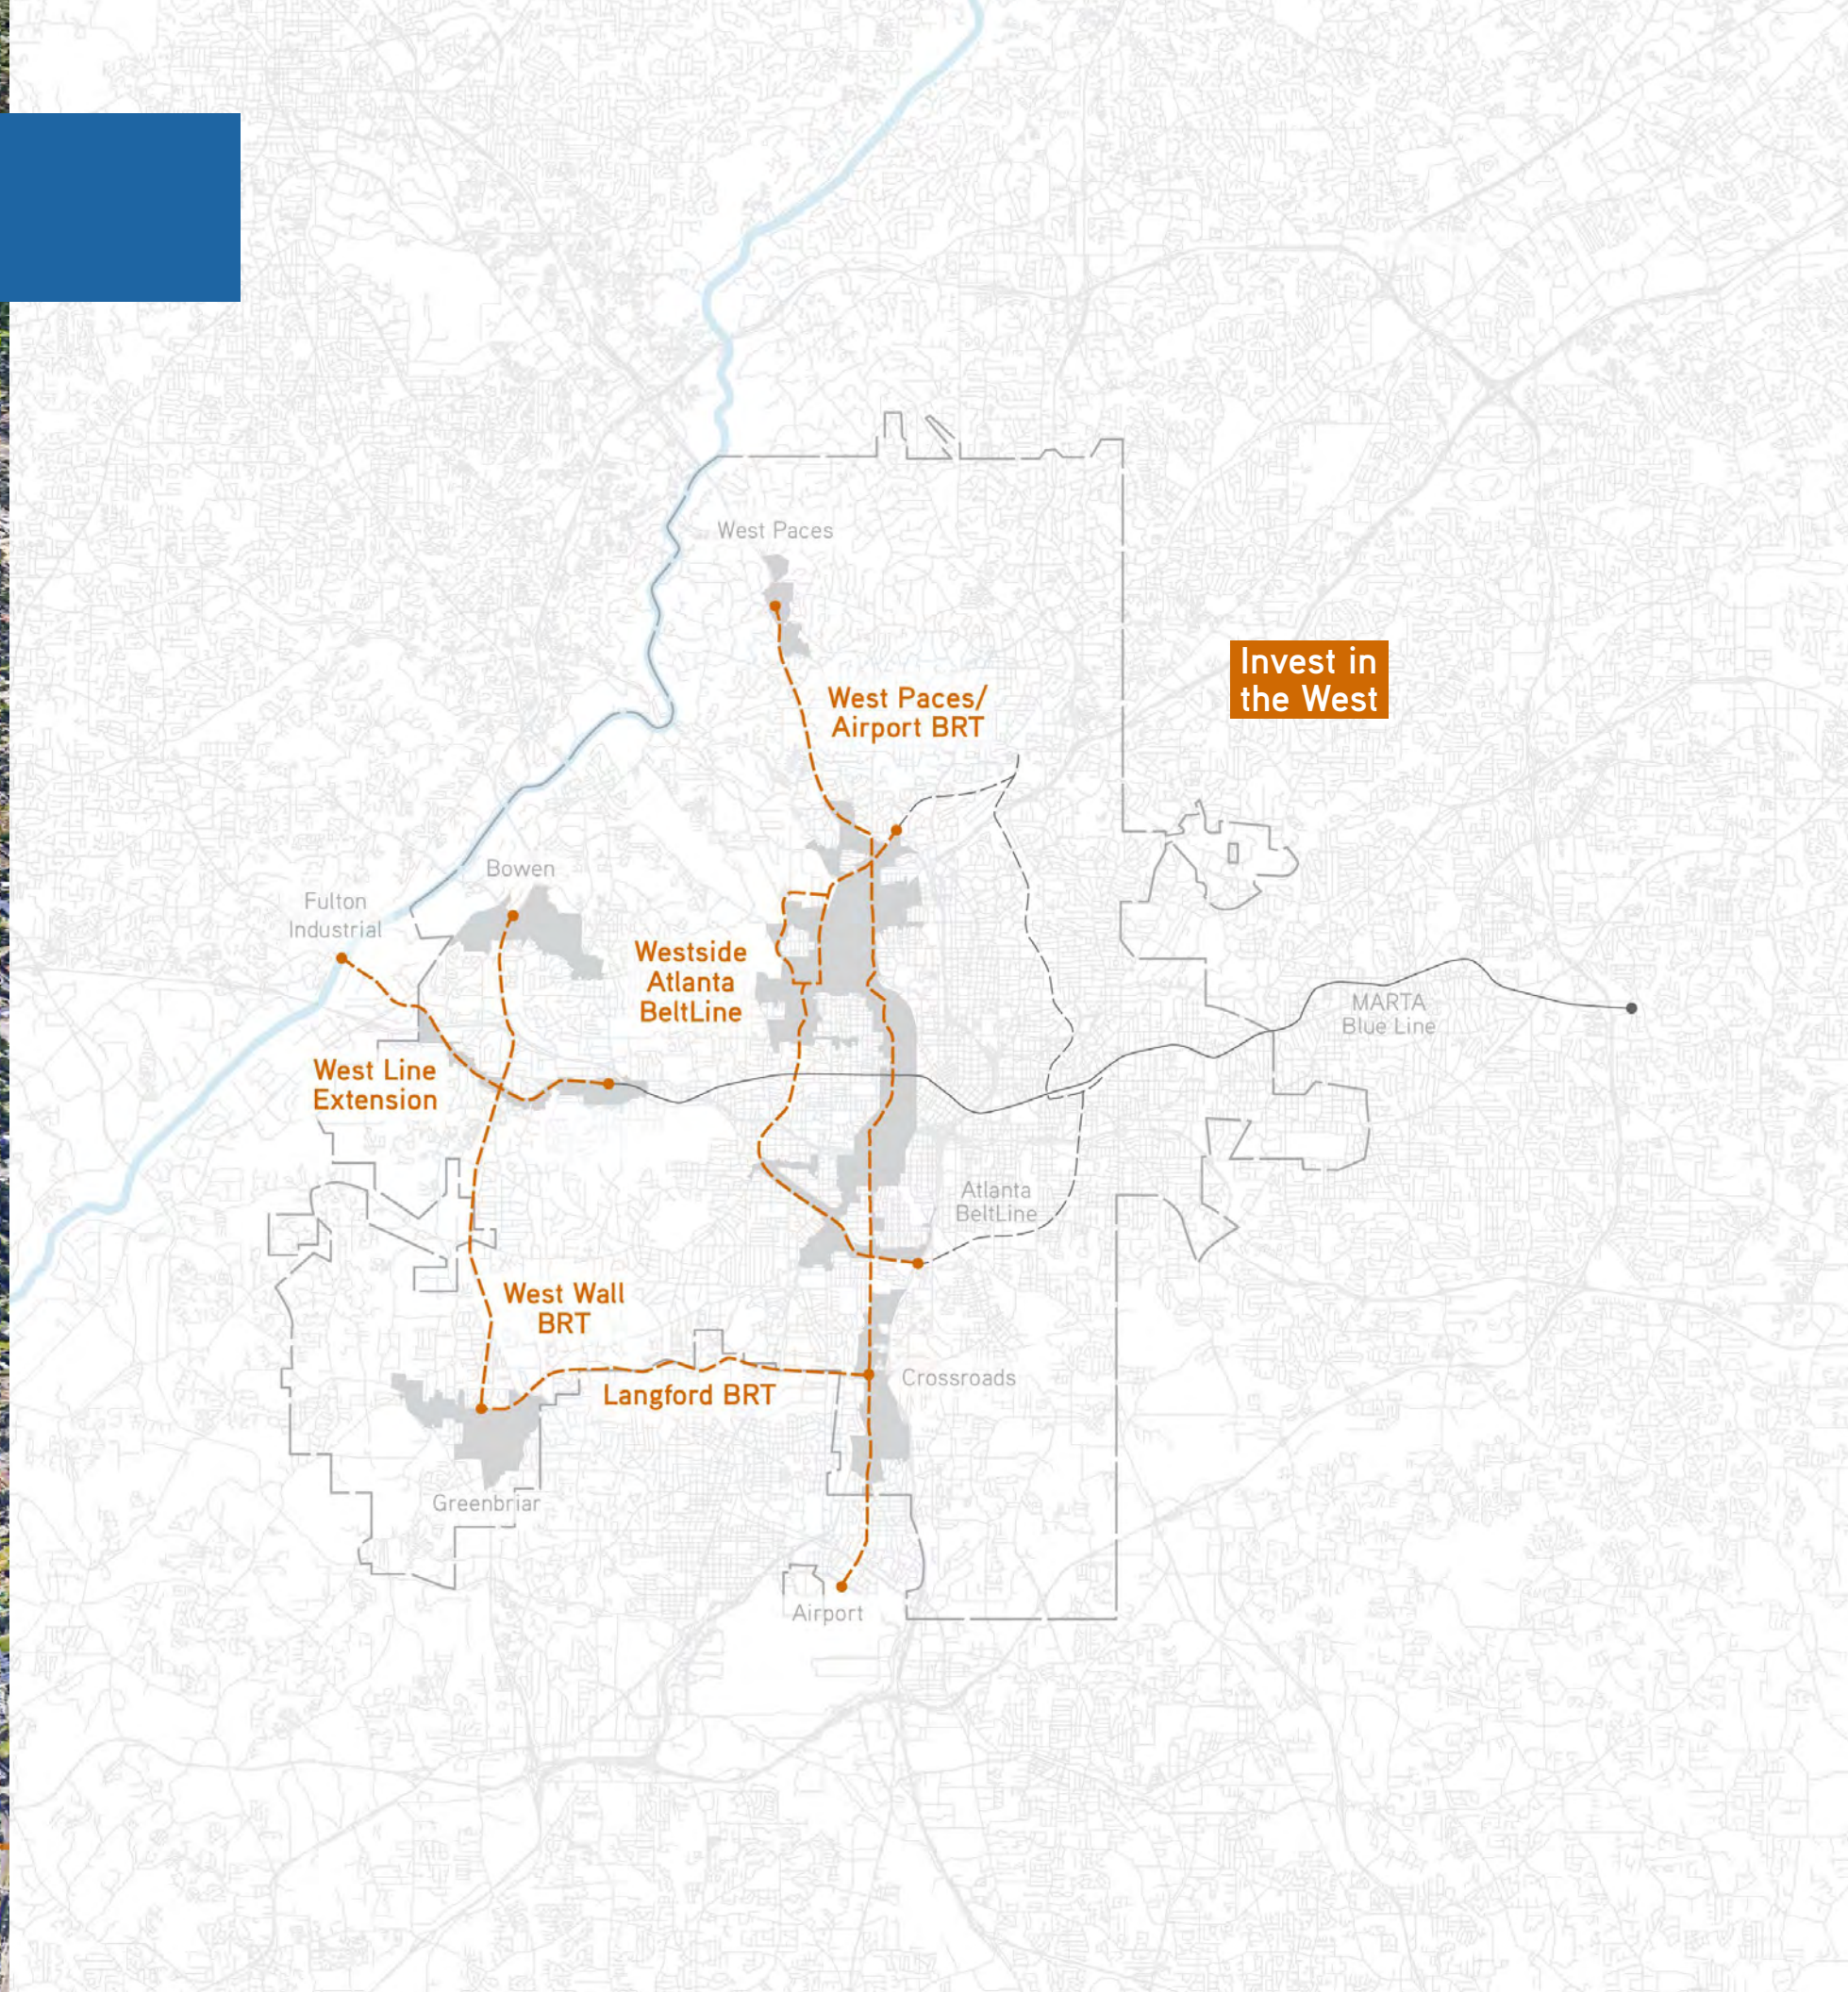 West Paces
Invest in
the West
West Paces/
Airport BRT
Bowen
Fulton
Industrial
Westside
Atlanta
BeltLine
MARTA
Blue Line
West Line
Extension
Atlanta
BeltLine
West Wall
BRT
Crossroads
Langford BRT
Greenbriar
Airport